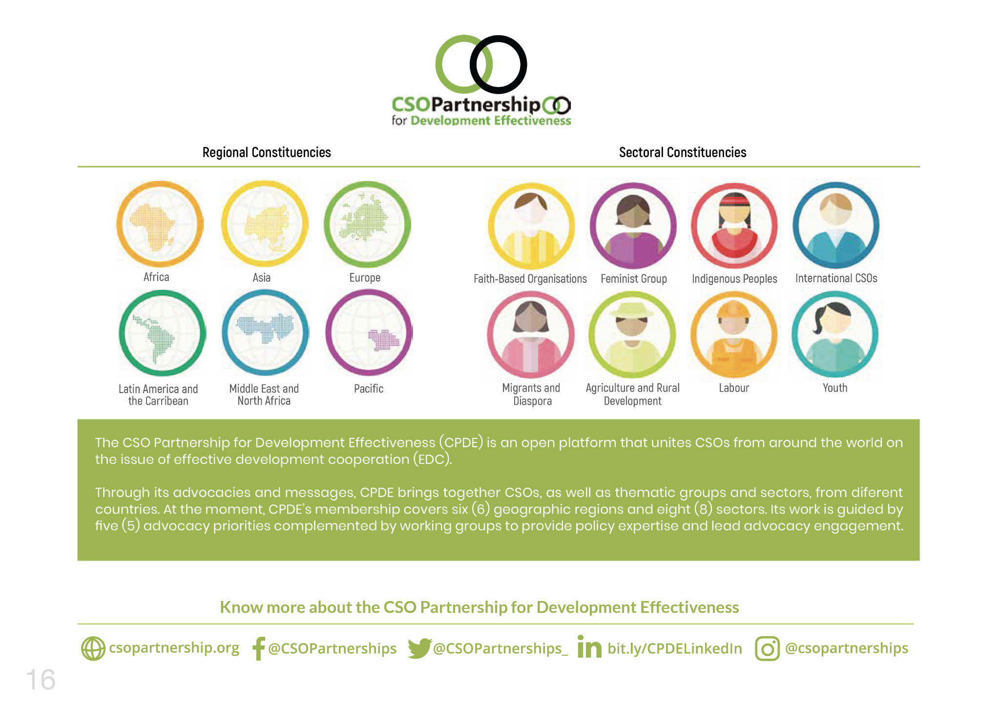 CSOPartnership
for Development Effectiveness
Regional Constituencies
Sectoral Constituencies
Africa
Asia
Europe
Latin America and
the Carribean
Middle East and
North Africa
Pacific
Faith-Based Organisations
Feminist Group
Indigenous Peoples
International CSOs
Migrants and
Diaspora
Agriculture and Rural
Development
Labour
Youth
The CSO Partnership for Development Effectiveness (CPDE) is an open platform that unites CSOs from around the world on
the issue of effective development cooperation (EDC).
Through its advocacies and messages, CPDE brings together CSOs, as well as thematic groups and sectors, from diferent
countries. At the moment, CPDE’s membership covers six (6) geographic regions and eight (8) sectors. Its work is guided by
five (5) advocacy priorities complemented by working groups to provide policy expertise and lead advocacy engagement.
Know more about the CSO Partnership for Development Effectiveness
csopartnership.org
@CSOPartnerships
@CSOPartnerships_
bit.ly/CPDELinkedIn
@csopartnerships
16